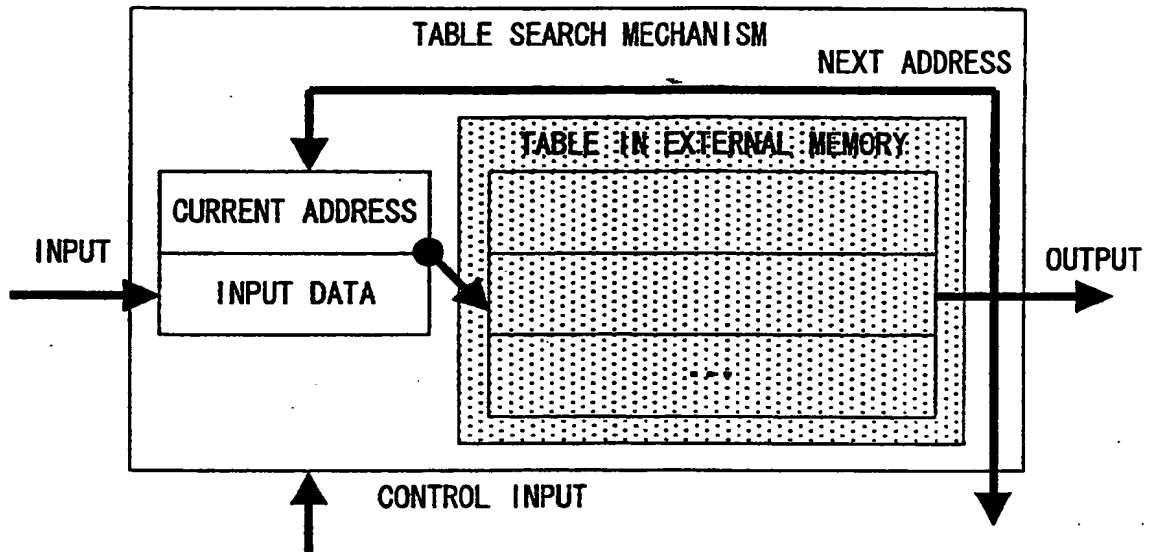 TABLE SEARCH MECHANISM
NEXT ADDRESS
TABLE IN EXTERNAL MEMORY
CURRENT ADDRESS
INPUT
INPUT DATA
OUTPUT
CONTROL INPUT